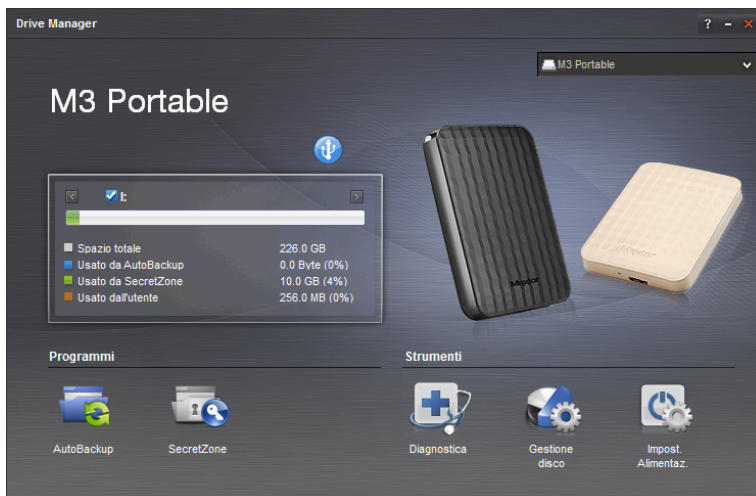 Drive Manager
? - ×
M3 Portable
M3 Portable
I:
Spazio totale 226.0 GB
Usato da AutoBackup 0.0 Byte (0%)
Usato da SecretZone 10.0 GB (4%)
Usato dall'utente 256.0 MB (0%)
Maxtor
Maxtor
Programmi
Strumenti
AutoBackup
SecretZone
Diagnostica
Gestione
disco
Impost.
Alimentaz.